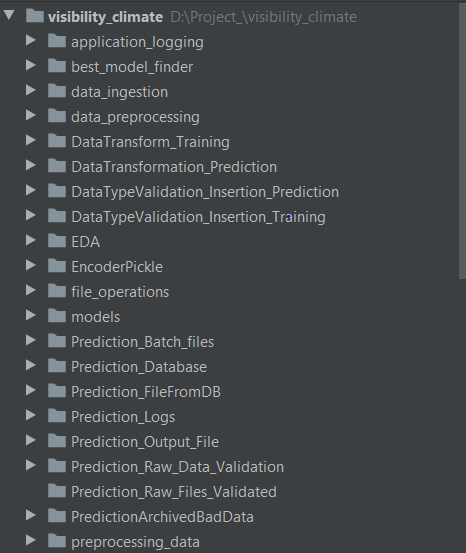 visibility_climate D:\Project_\visibility_climate
application_logging
best_model_finder
data_ingestion
data_preprocessing
DataTransform_Training
DataTransformation_Prediction
DataTypeValidation_Insertion_Prediction
DataTypeValidation_Insertion_Training
EDA
EncoderPickle
file_operations
models
Prediction_Batch_files
Prediction_Database
Prediction_FileFromDB
Prediction_Logs
Prediction_Output_File
Prediction_Raw_Data_Validation
Prediction_Raw_Files_Validated
PredictionArchivedBadData
preprocessing_data